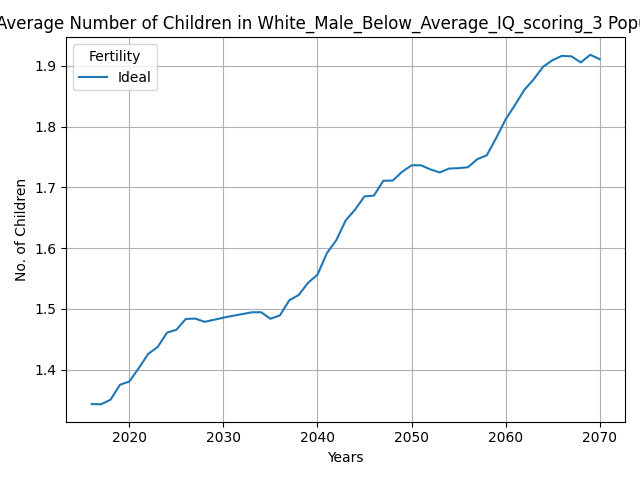 Average Number of Children in White_Male_Below_Average_IQ_scoring_3 Popu
Fertility
Ideal
1.9
1.8
1.7
1.6
1.5
1.4
No. of Children
2020 2030 2040 2050 2060 2070
Years